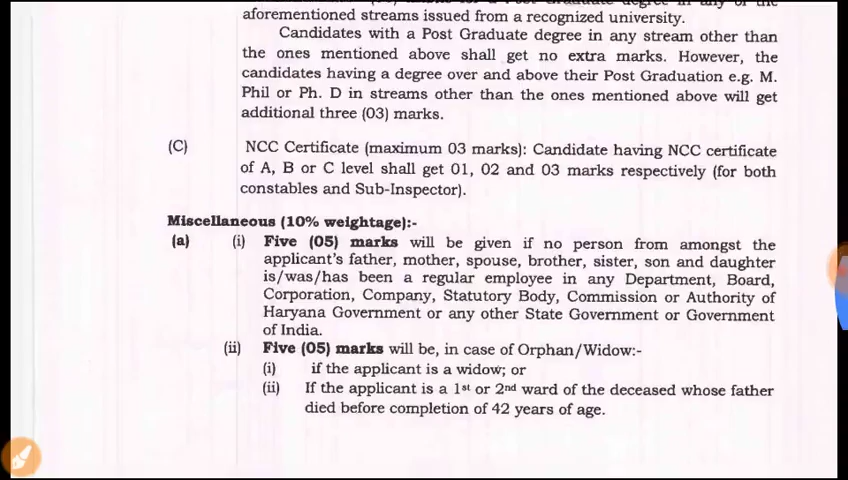 aforementioned streams issued from a recognized university.
Candidates with a Post Graduate degree in any stream other than
the ones mentioned above shall get no extra marks. However, the
candidates having a degree over and above their Post Graduation e.g. M.
Phil or Ph. D in streams other than the ones mentioned above will get
additional three (03) marks.
(C) NCC Certificate (maximum 03 marks): Candidate having NCC certificate
of A, B or C level shall get 01, 02 and 03 marks respectively (for both
constables and Sub-Inspector).
Miscellaneous (10% weightage):-
(a) (i) Five (05) marks will be given if no person from amongst the
applicant's father, mother, spouse, brother, sister, son and daughter
is/was/has been a regular employee in any Department, Board,
Corporation, Company, Statutory Body, Commission or Authority of
Haryana Government or any other State Government or Government
of India.
(ii) Five (05) marks will be, in case of Orphan/Widow:-
(i) if the applicant is a widow; or
(ii) If the applicant is a 1st or 2nd ward of the deceased whose father
died before completion of 42 years of age.